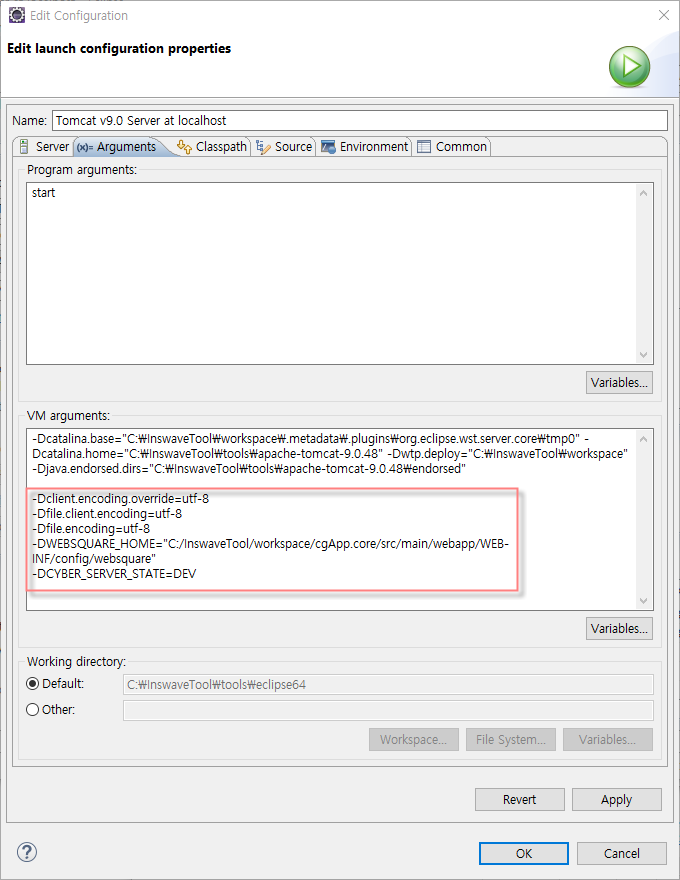 Edit Configuration
Edit launch configuration properties
Name: Tomcat v9.0 Server at localhost
Server (x)= Arguments Classpath Source Environment Common
Program arguments:
start
Variables...
VM arguments:
-Dcatalina.base="C:₩InswaveTool₩workspace₩.metadata₩.plugins₩org.eclipse.wst.server.core₩tmp0" -
Dcatalina.home="C:₩InswaveTool₩tools₩apache-tomcat-9.0.48" -Dwtp.deploy="C:₩InswaveTool₩workspace"
-Djava.endorsed.dirs="C:₩InswaveTool₩tools₩apache-tomcat-9.0.48₩endorsed"
-Dclient.encoding.override=utf-8
-Dfile.client.encoding=utf-8
-Dfile.encoding=utf-8
-DWEBSQUARE_HOME="C:/InswaveTool/workspace/cgApp.core/src/main/webapp/WEB-
INF/config/websquare"
-DCYBER_SERVER_STATE=DEV
Variables...
Working directory:
Default: C:₩InswaveTool₩tools₩eclipse64
Other:
Workspace... File System... Variables...
Revert Apply
? OK Cancel